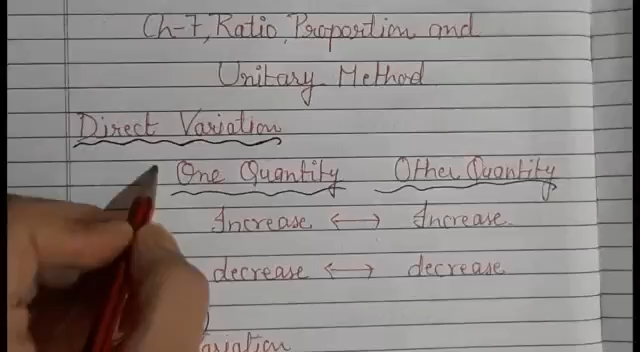 Ch-7, Ratio, Proportion and
Unitary Method
Direct Variation
One Quantity Other Quantity
Increase ↔ Increase
decrease ↔ decrease